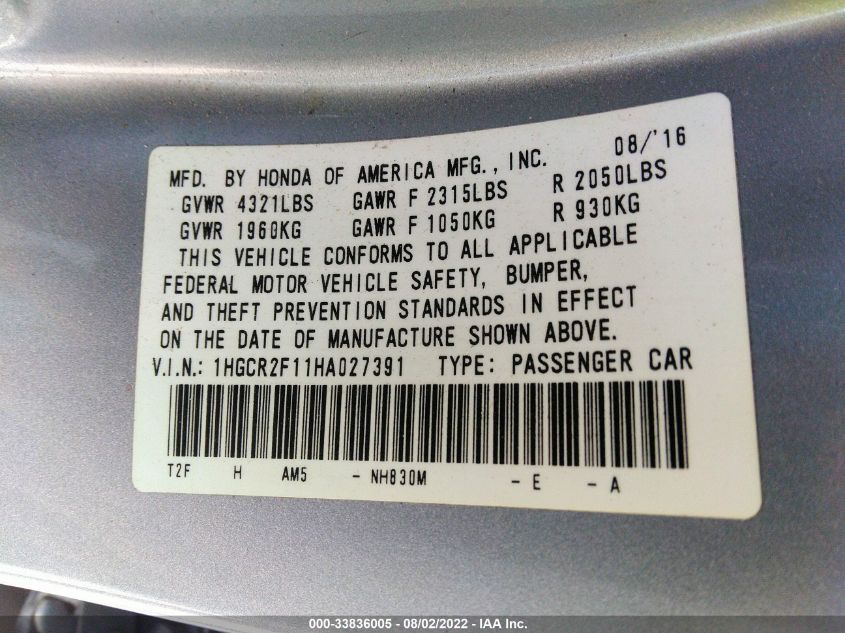 08/'16
MFD. BY HONDA OF AMERICA MFG., INC.
GVWR 4321LBS GAWR F 2315LBS R 2050LBS
GVWR 1960KG GAWR F 1050KG R 930KG
THIS VEHICLE CONFORMS TO ALL APPLICABLE
FEDERAL MOTOR VEHICLE SAFETY, BUMPER,
AND THEFT PREVENTION STANDARDS IN EFFECT
ON THE DATE OF MANUFACTURE SHOWN ABOVE.
V.I.N.: 1HGCR2F11HA027391 TYPE: PASSENGER CAR
T2F H AM5 - NH830M - E - A
000-33836005 - 08/02/2022 - IAA Inc.